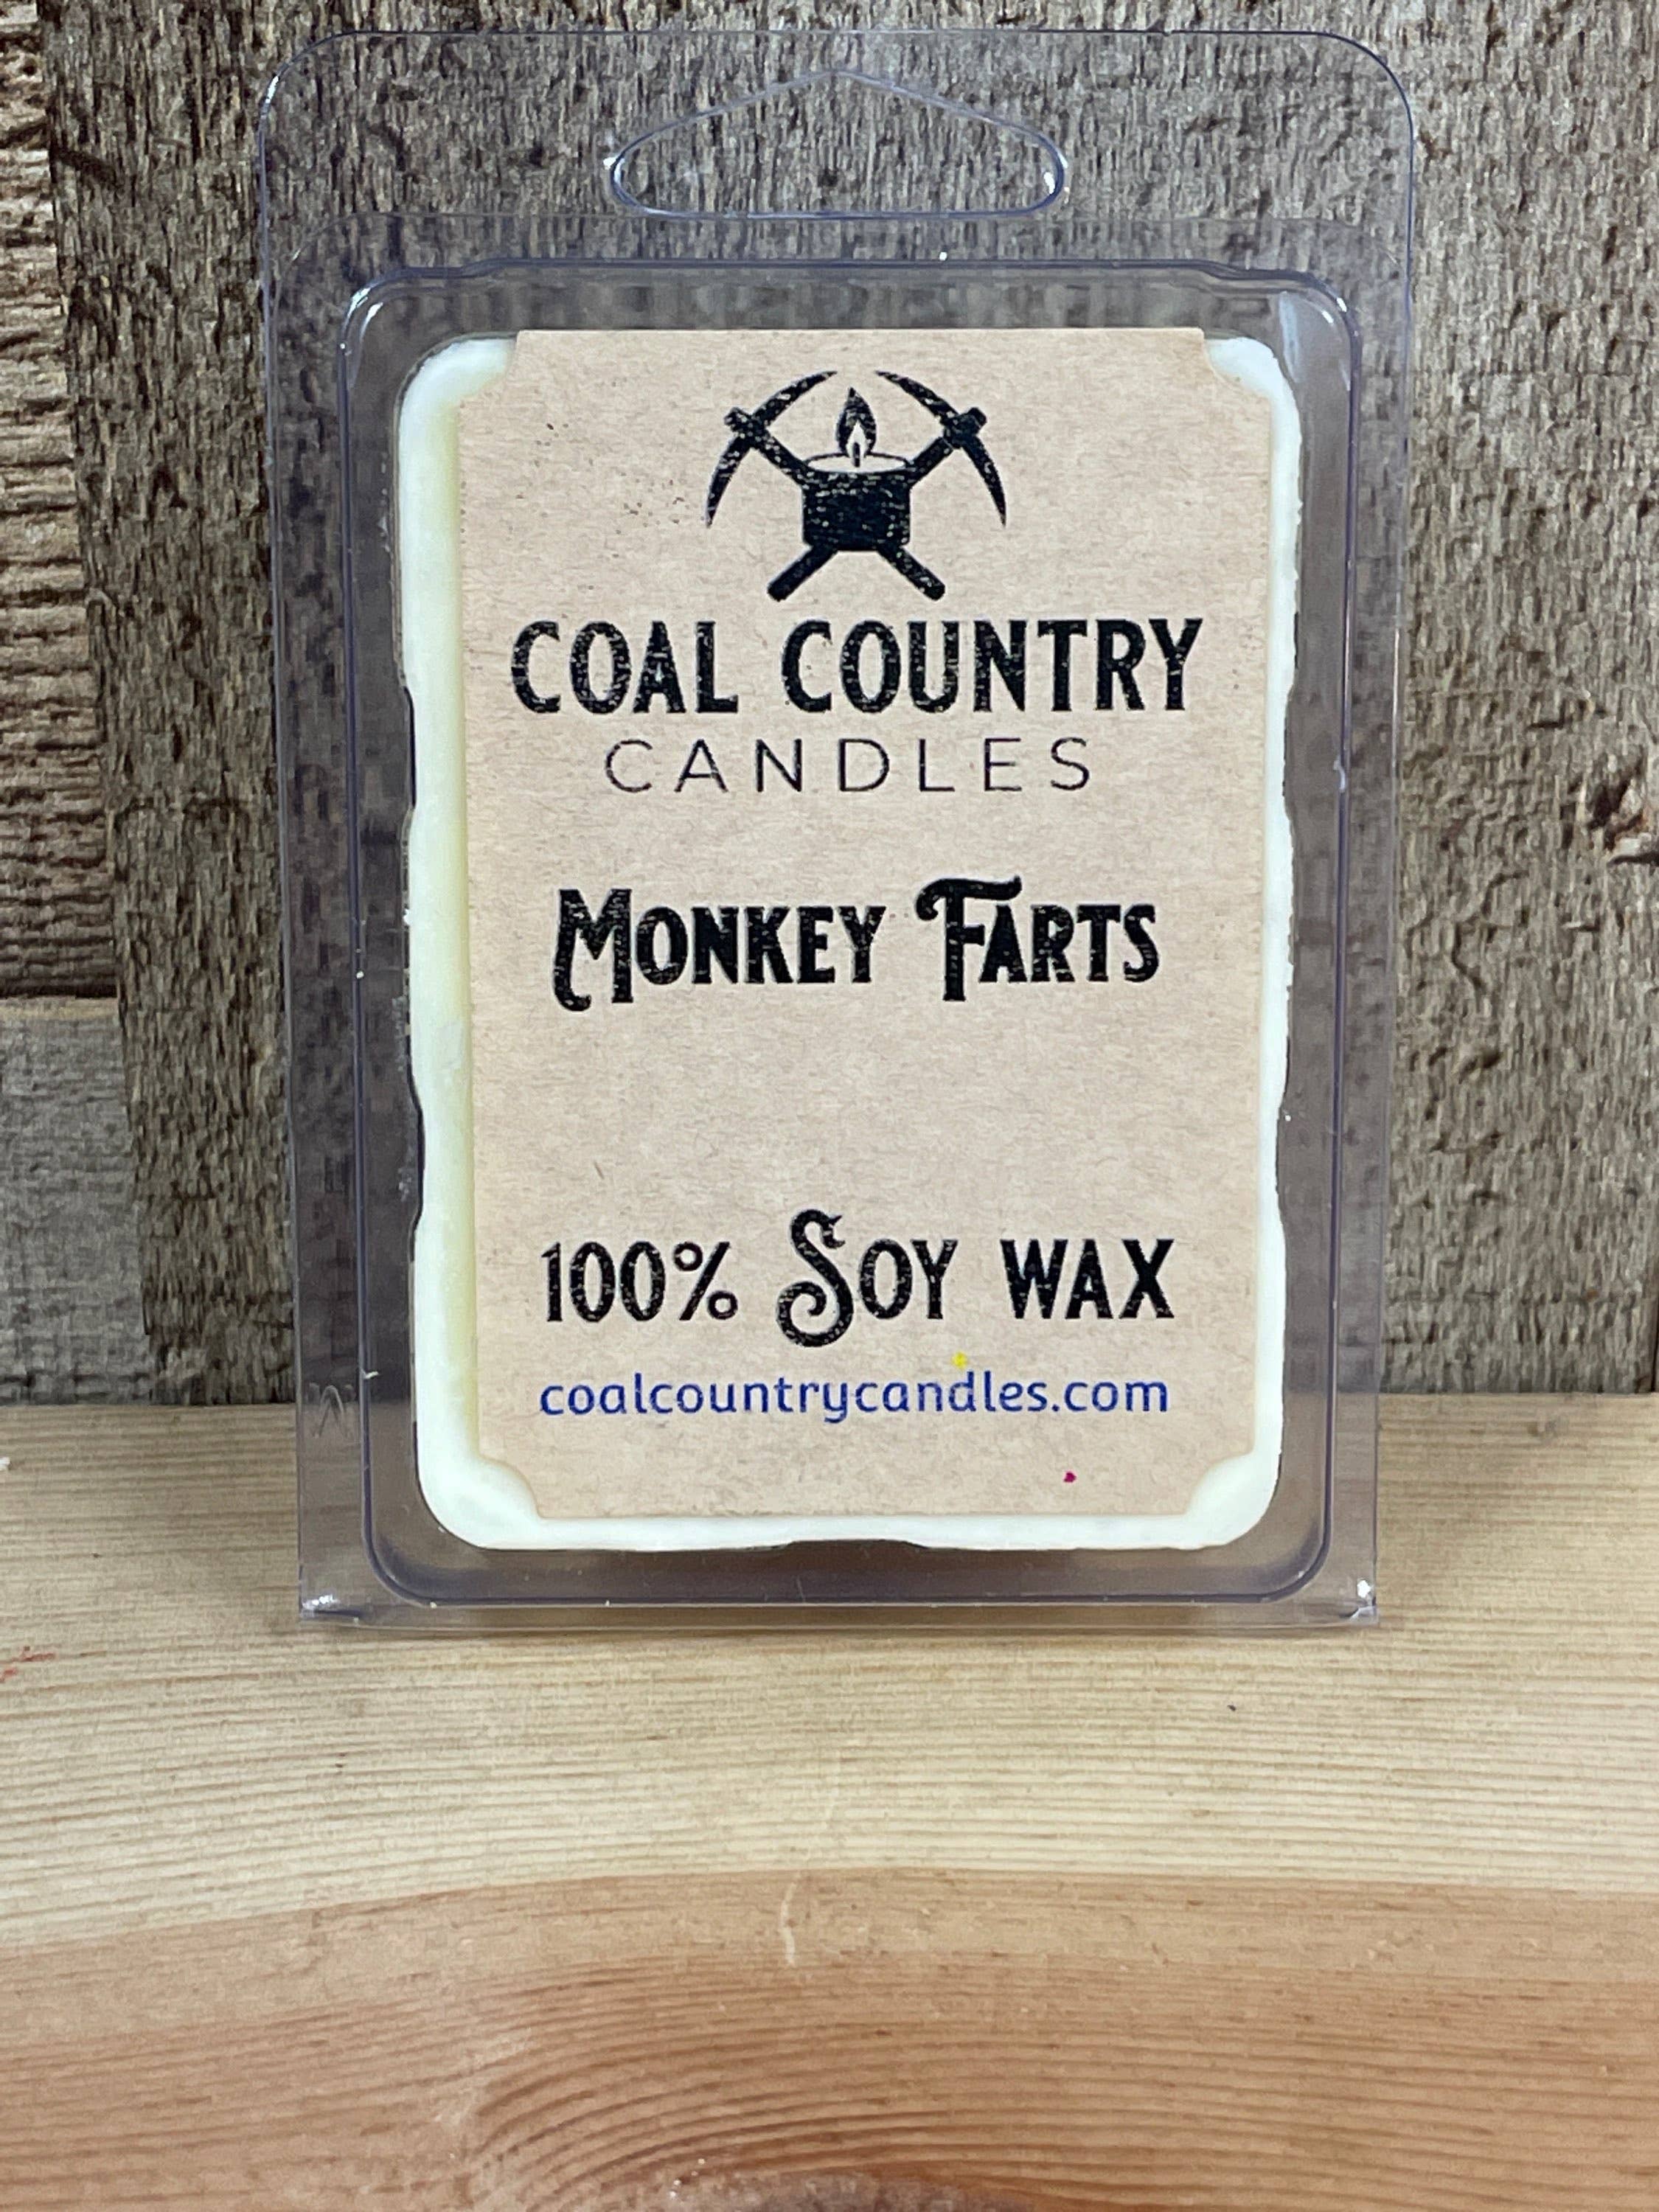 COAL COUNTRY
CANDLES
MONKEY FARTS
100% SOY WAX
coalcountrycandles.com